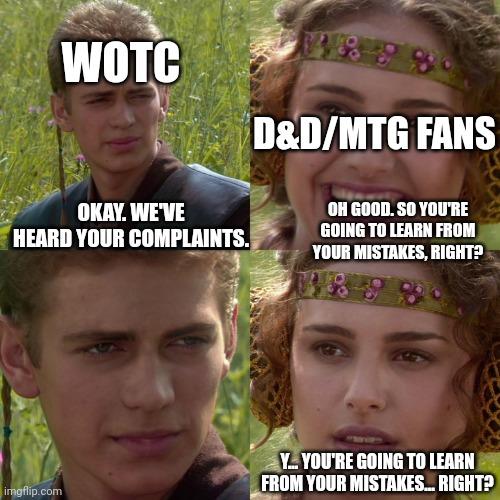 WOTC
D&D/MTG FANS
OKAY. WE'VE
HEARD YOUR COMPLAINTS.
OH GOOD. SO YOU'RE
GOING TO LEARN FROM
YOUR MISTAKES, RIGHT?
Y... YOU'RE GOING TO LEARN
FROM YOUR MISTAKES... RIGHT?
imgflip.com